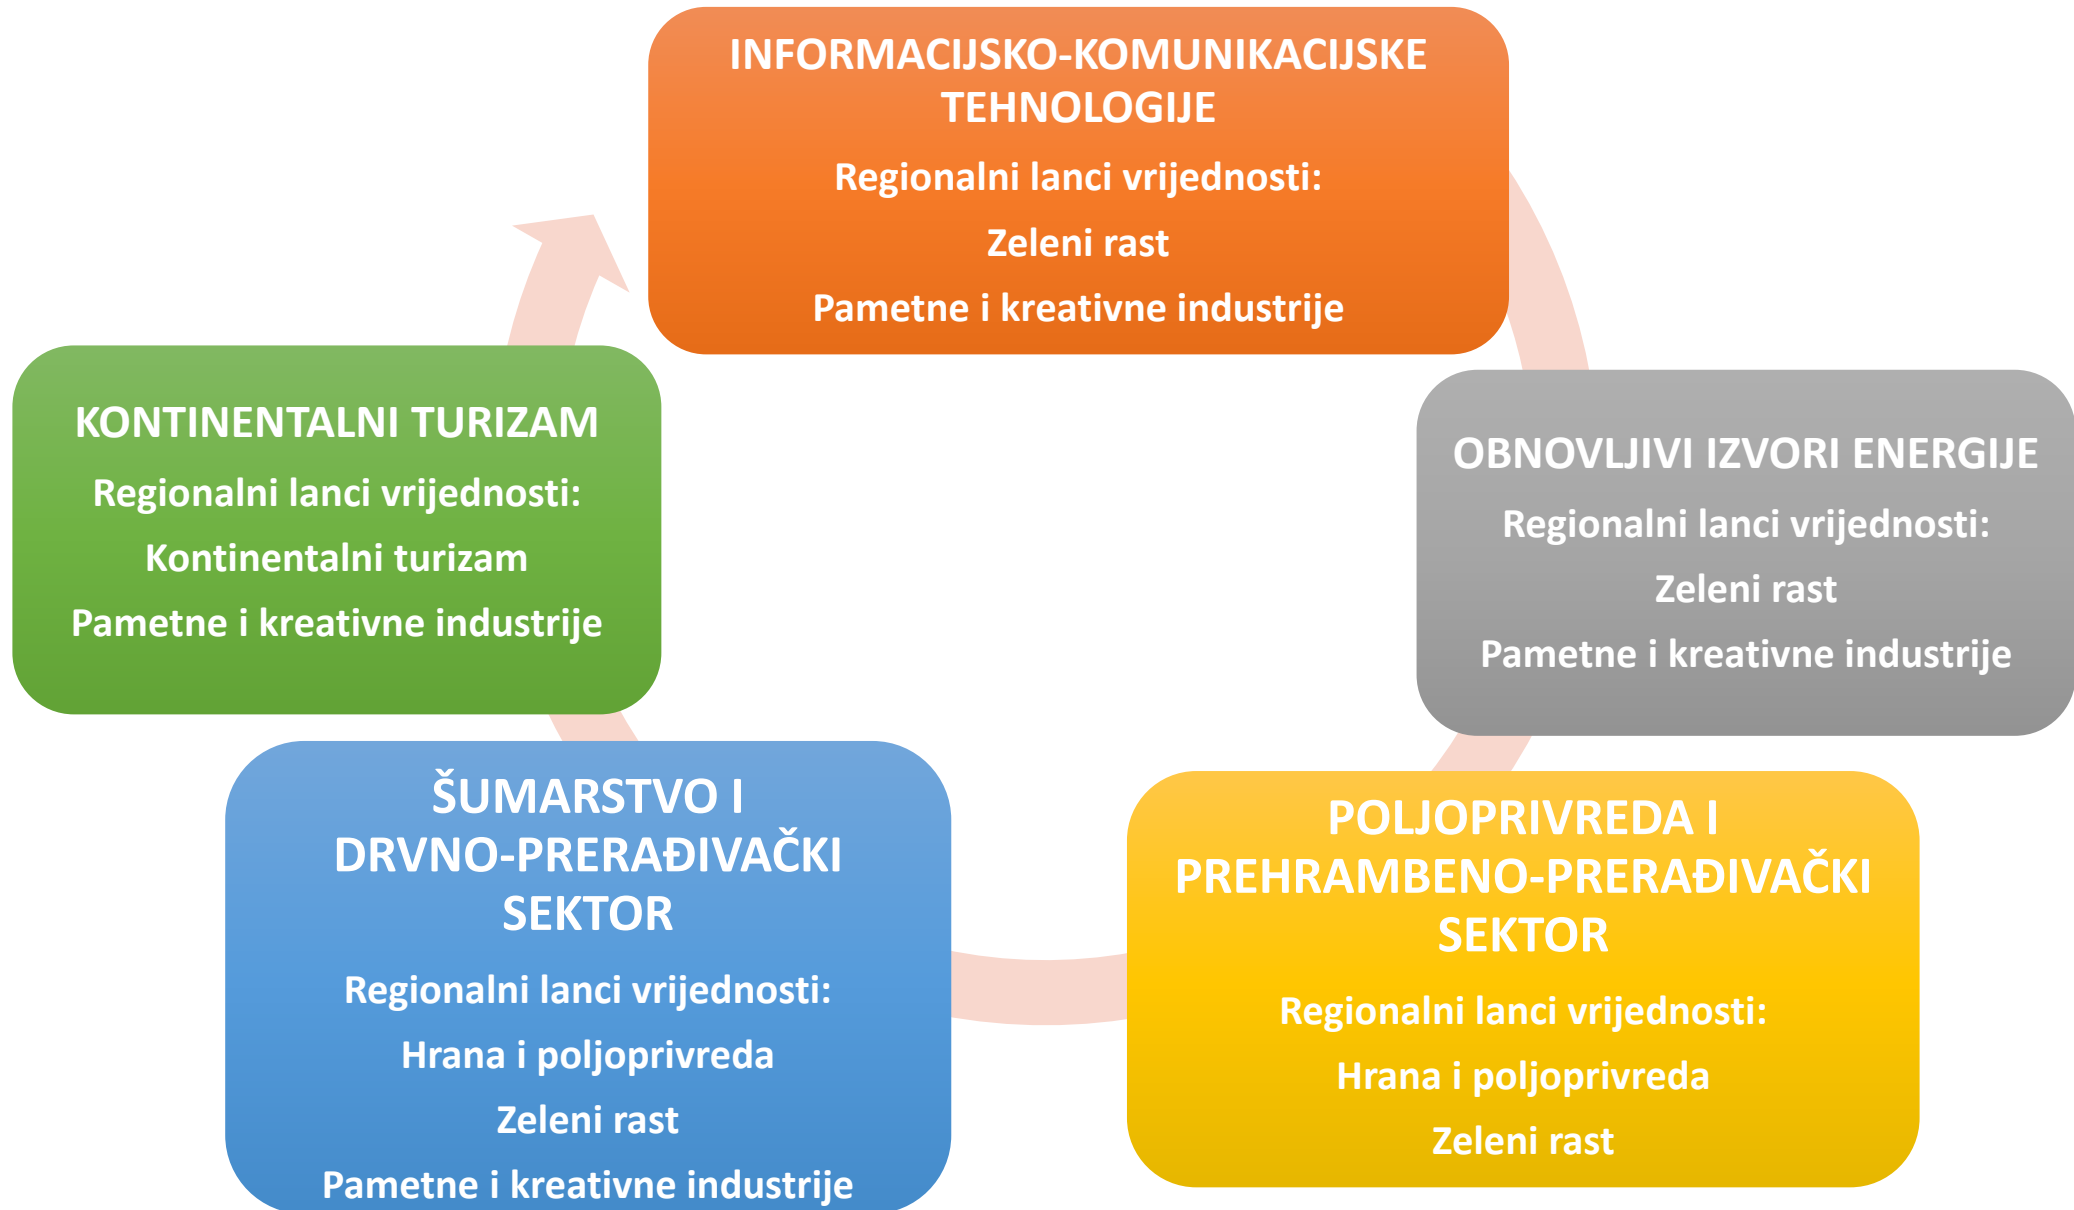 INFORMACIJSKO-KOMUNIKACIJSKE
TEHNOLOGIJE
Regionalni lanci vrijednosti:
Zeleni rast
Pametne i kreativne industrije
OBNOVLJIVI IZVORI ENERGIJE
Regionalni lanci vrijednosti:
Zeleni rast
Pametne i kreativne industrije
POLJOPRIVREDA I
PREHRAMBENO-PRERAĐIVAČKI
SEKTOR
Regionalni lanci vrijednosti:
Hrana i poljoprivreda
Zeleni rast
ŠUMARSTVO I
DRVNO-PRERAĐIVAČKI
SEKTOR
Regionalni lanci vrijednosti:
Hrana i poljoprivreda
Zeleni rast
Pametne i kreativne industrije
KONTINENTALNI TURIZAM
Regionalni lanci vrijednosti:
Kontinentalni turizam
Pametne i kreativne industrije